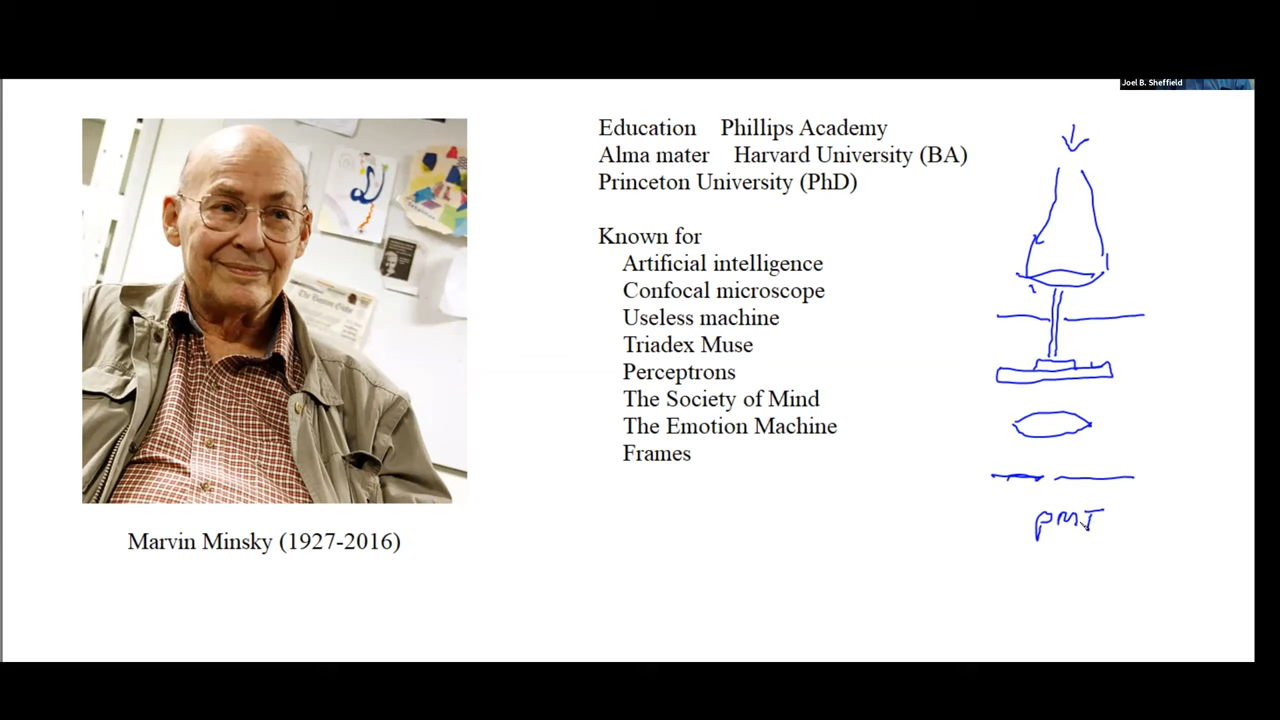 Joel B. Sheffield
Education Phillips Academy
Alma mater Harvard University (BA)
Princeton University (PhD)
Known for
Artificial intelligence
Confocal microscope
Useless machine
Triadex Muse
Perceptrons
The Society of Mind
The Emotion Machine
Frames
PMT
Marvin Minsky (1927-2016)